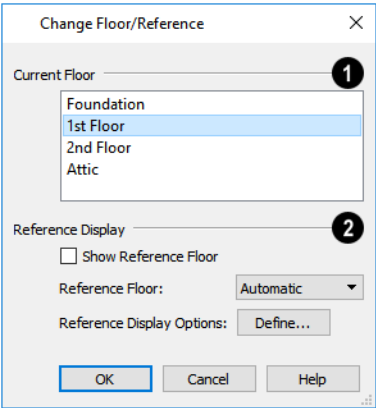 Change Floor/Reference
Current Floor 1
Foundation
1st Floor
2nd Floor
Attic
Reference Display 2
Show Reference Floor
Reference Floor: Automatic
Reference Display Options: Define...
OK Cancel Help